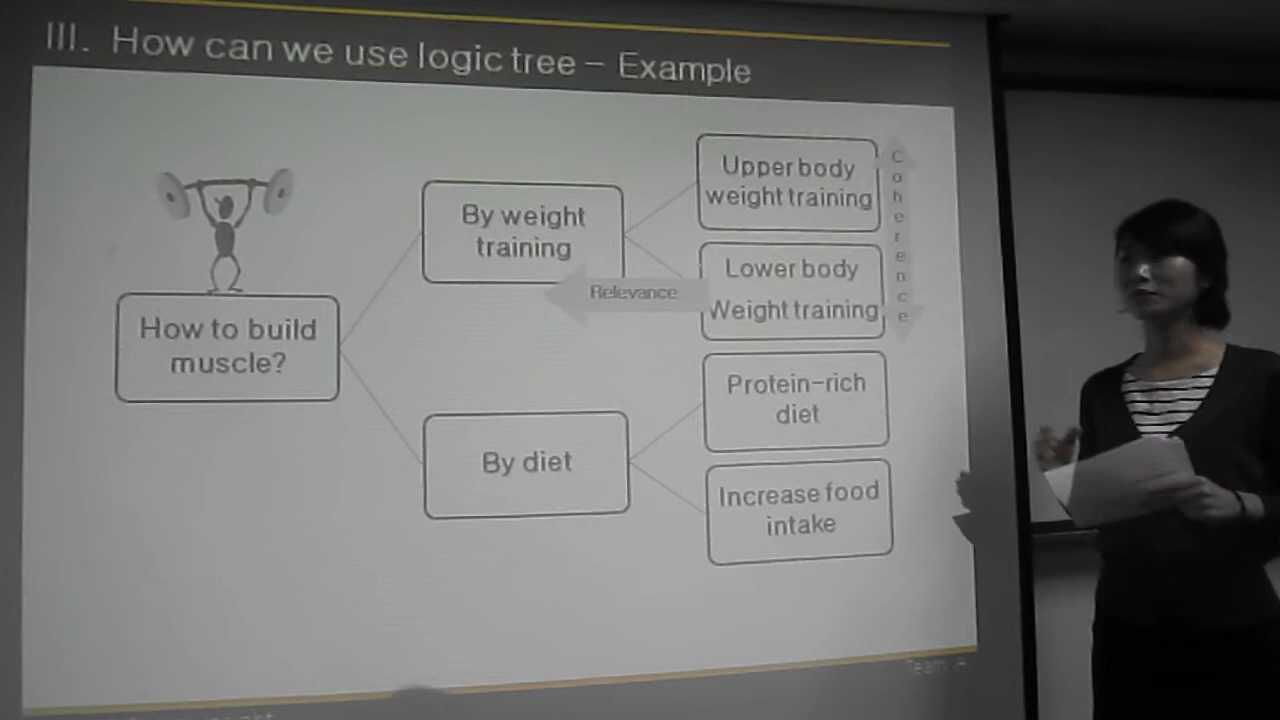 III. How can we use logic tree – Example
How to build
muscle?
By weight
training
Relevance
By diet
Upper body
weight training
Lower body
Weight training
Coherence
Protein-rich
diet
Increase food
intake
Team A